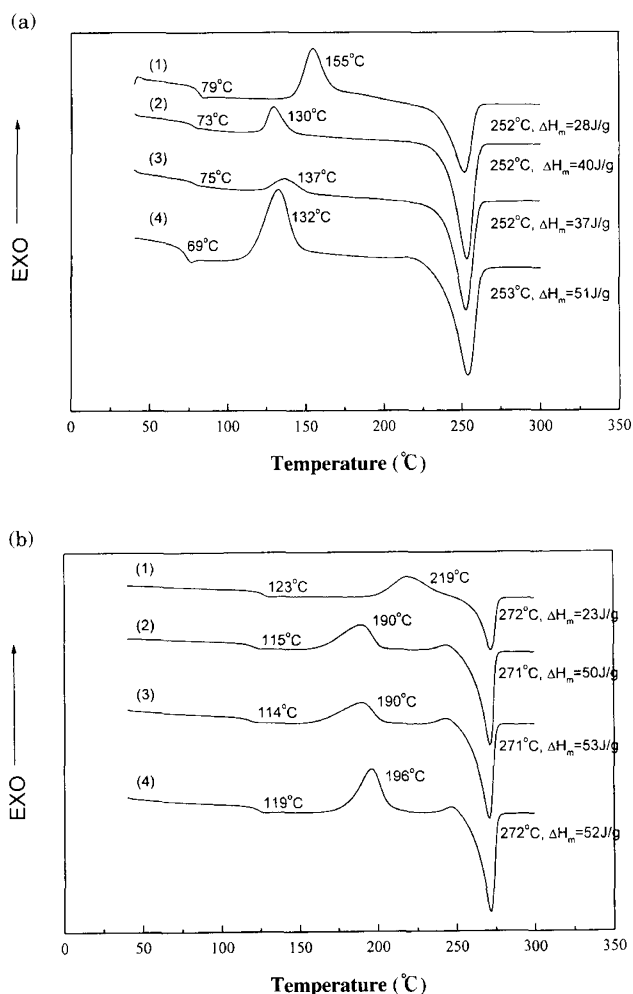 (a)
(1)
79°C
155°C
252°C, ΔHm=28J/g
(2)
73°C
130°C
252°C, ΔHm=40J/g
(3)
75°C
137°C
252°C, ΔHm=37J/g
(4)
69°C
132°C
253°C, ΔHm=51J/g
EXO
0 50 100 150 200 250 300 350
Temperature (℃)
(b)
(1)
123°C
219°C
272°C, ΔHm=23J/g
(2)
115°C
190°C
271°C, ΔHm=50J/g
(3)
114°C
190°C
271°C, ΔHm=53J/g
(4)
119°C
196°C
272°C, ΔHm=52J/g
EXO
0 50 100 150 200 250 300 350
Temperature (℃)